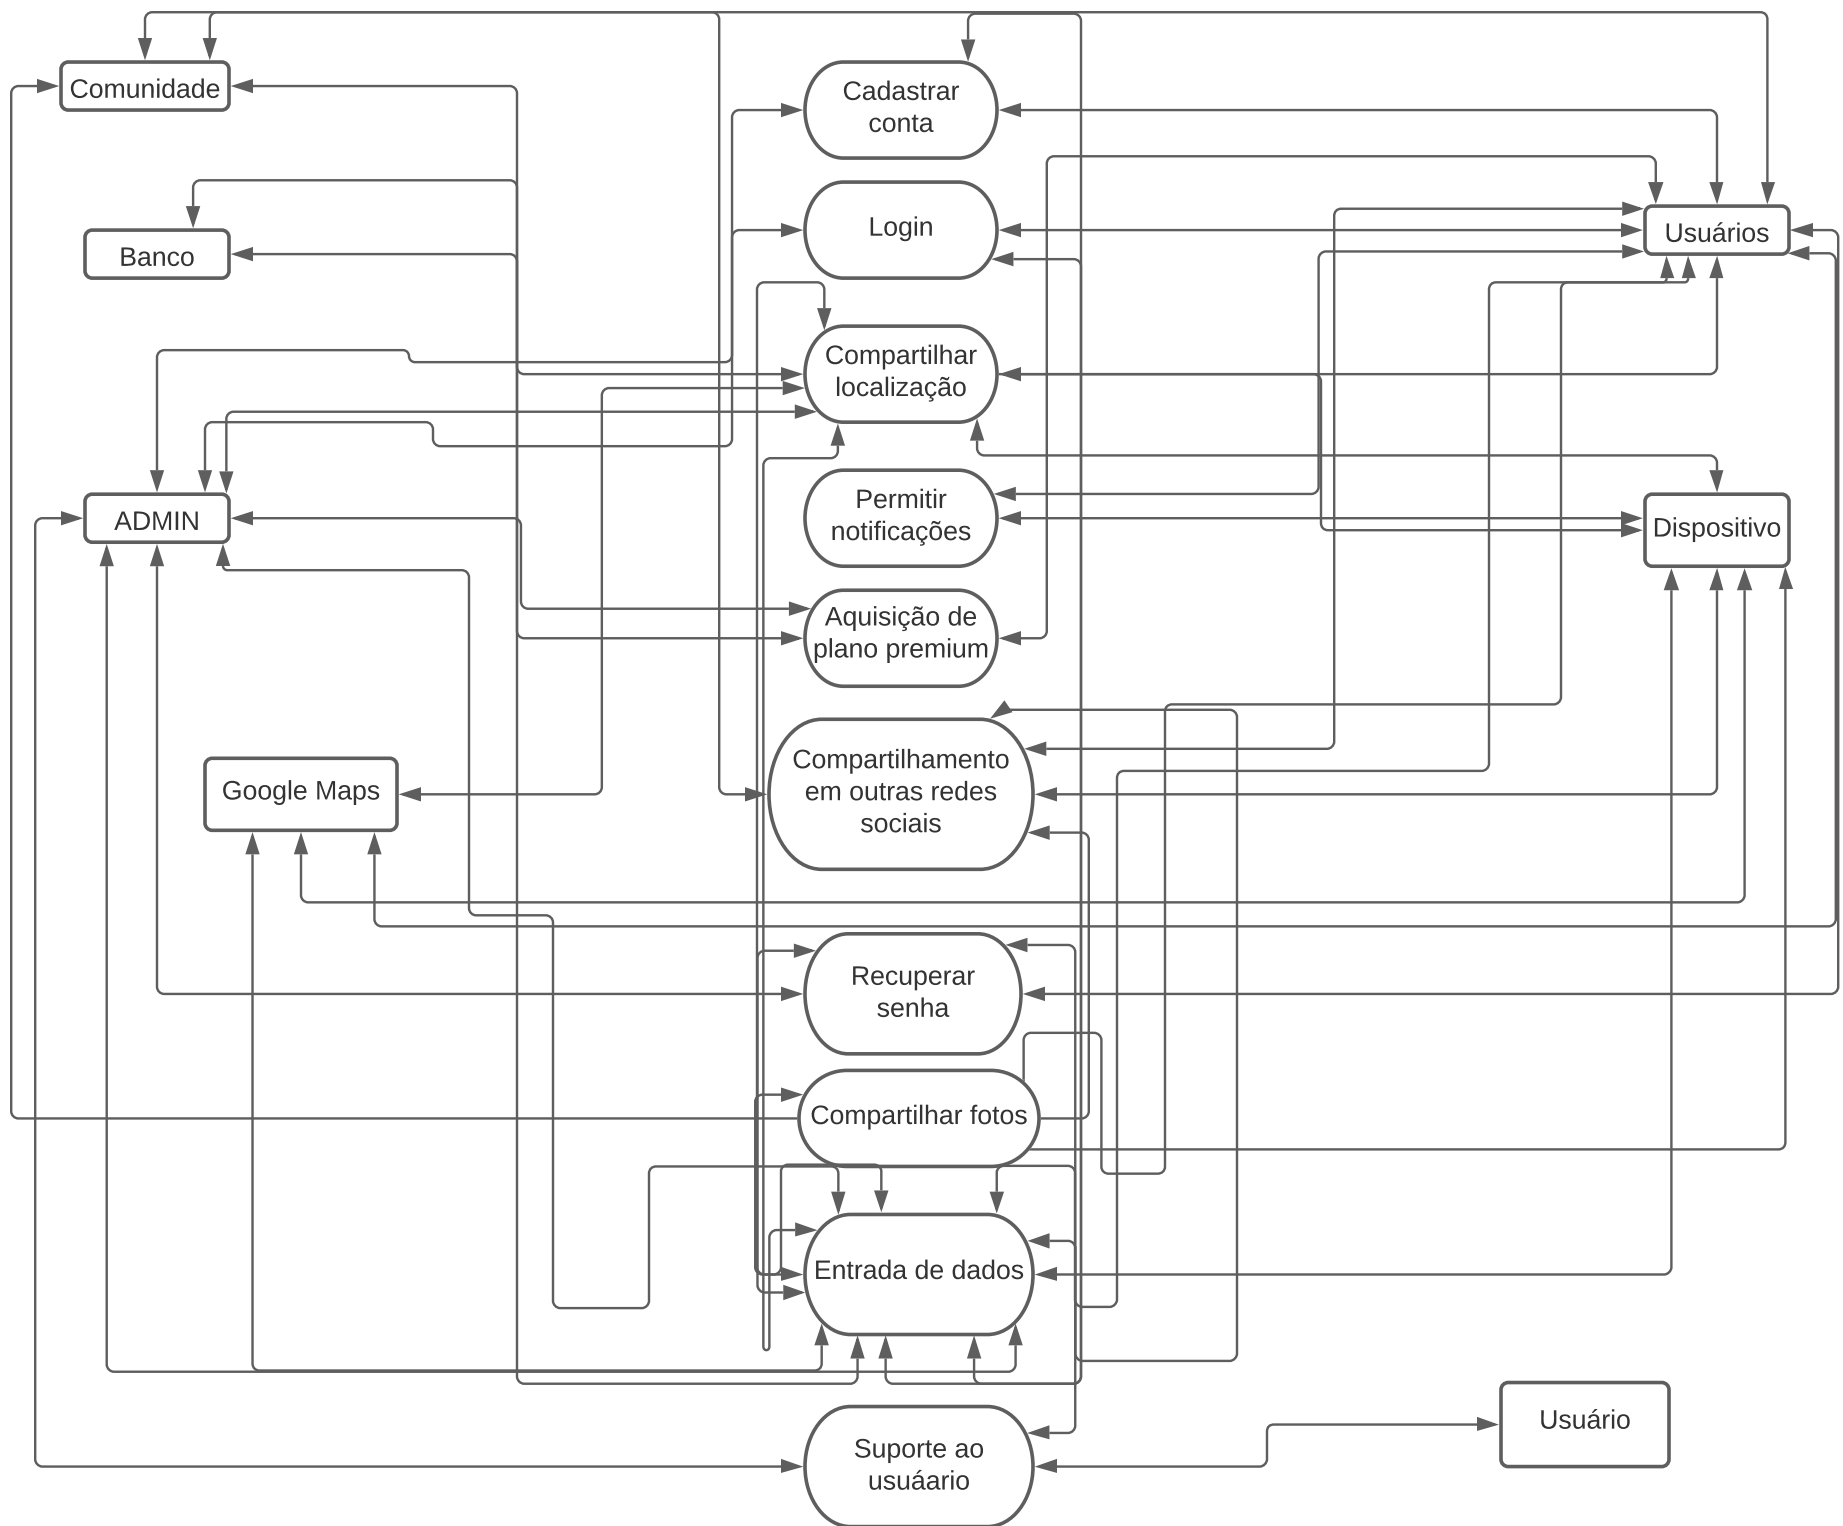 Comunidade
Cadastrar
conta
Login
Usuários
Banco
Compartilhar
localização
ADMIN
Permitir
notificações
Dispositivo
Aquisição de
plano premium
Google Maps
Compartilhamento
em outras redes
sociais
Recuperar
senha
Compartilhar fotos
Entrada de dados
Usuário
Suporte ao
usuáario